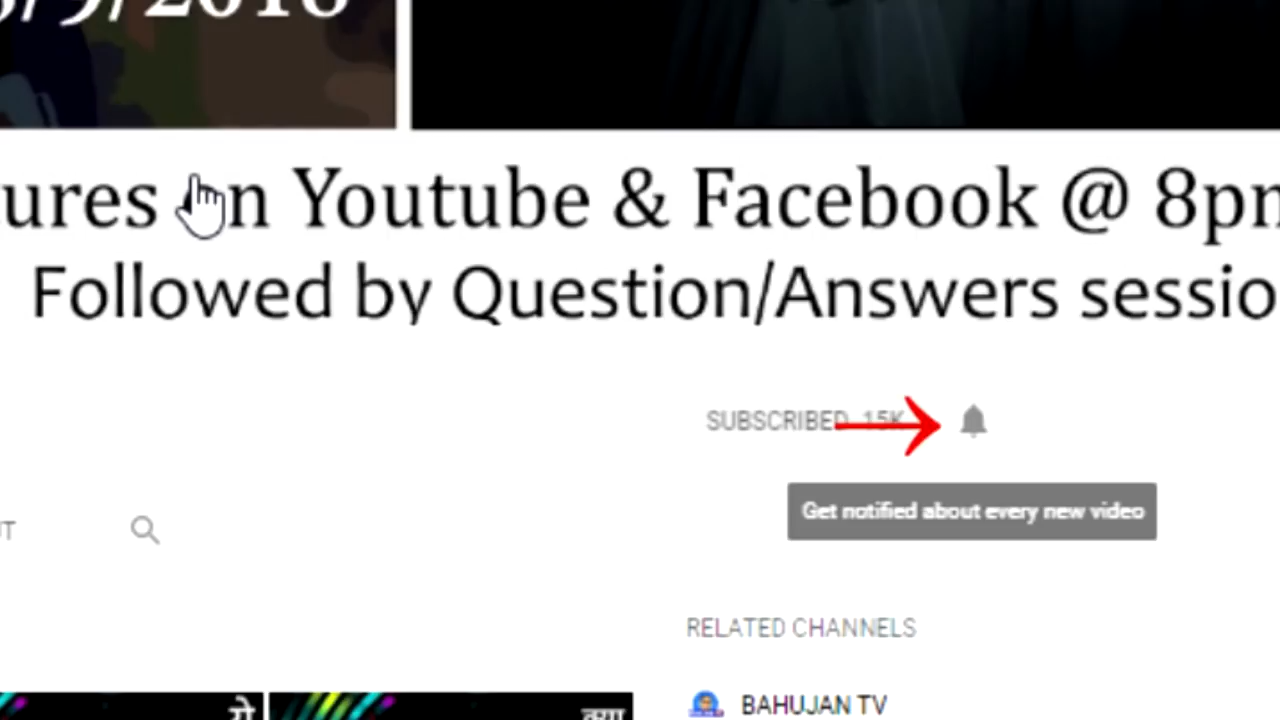 ures on Youtube & Facebook @ 8pm
Followed by Question/Answers sessio
SUBSCRIBED 15K
Get notified about every new video
UT
RELATED CHANNELS
BAHUJAN TV
ये
क्या